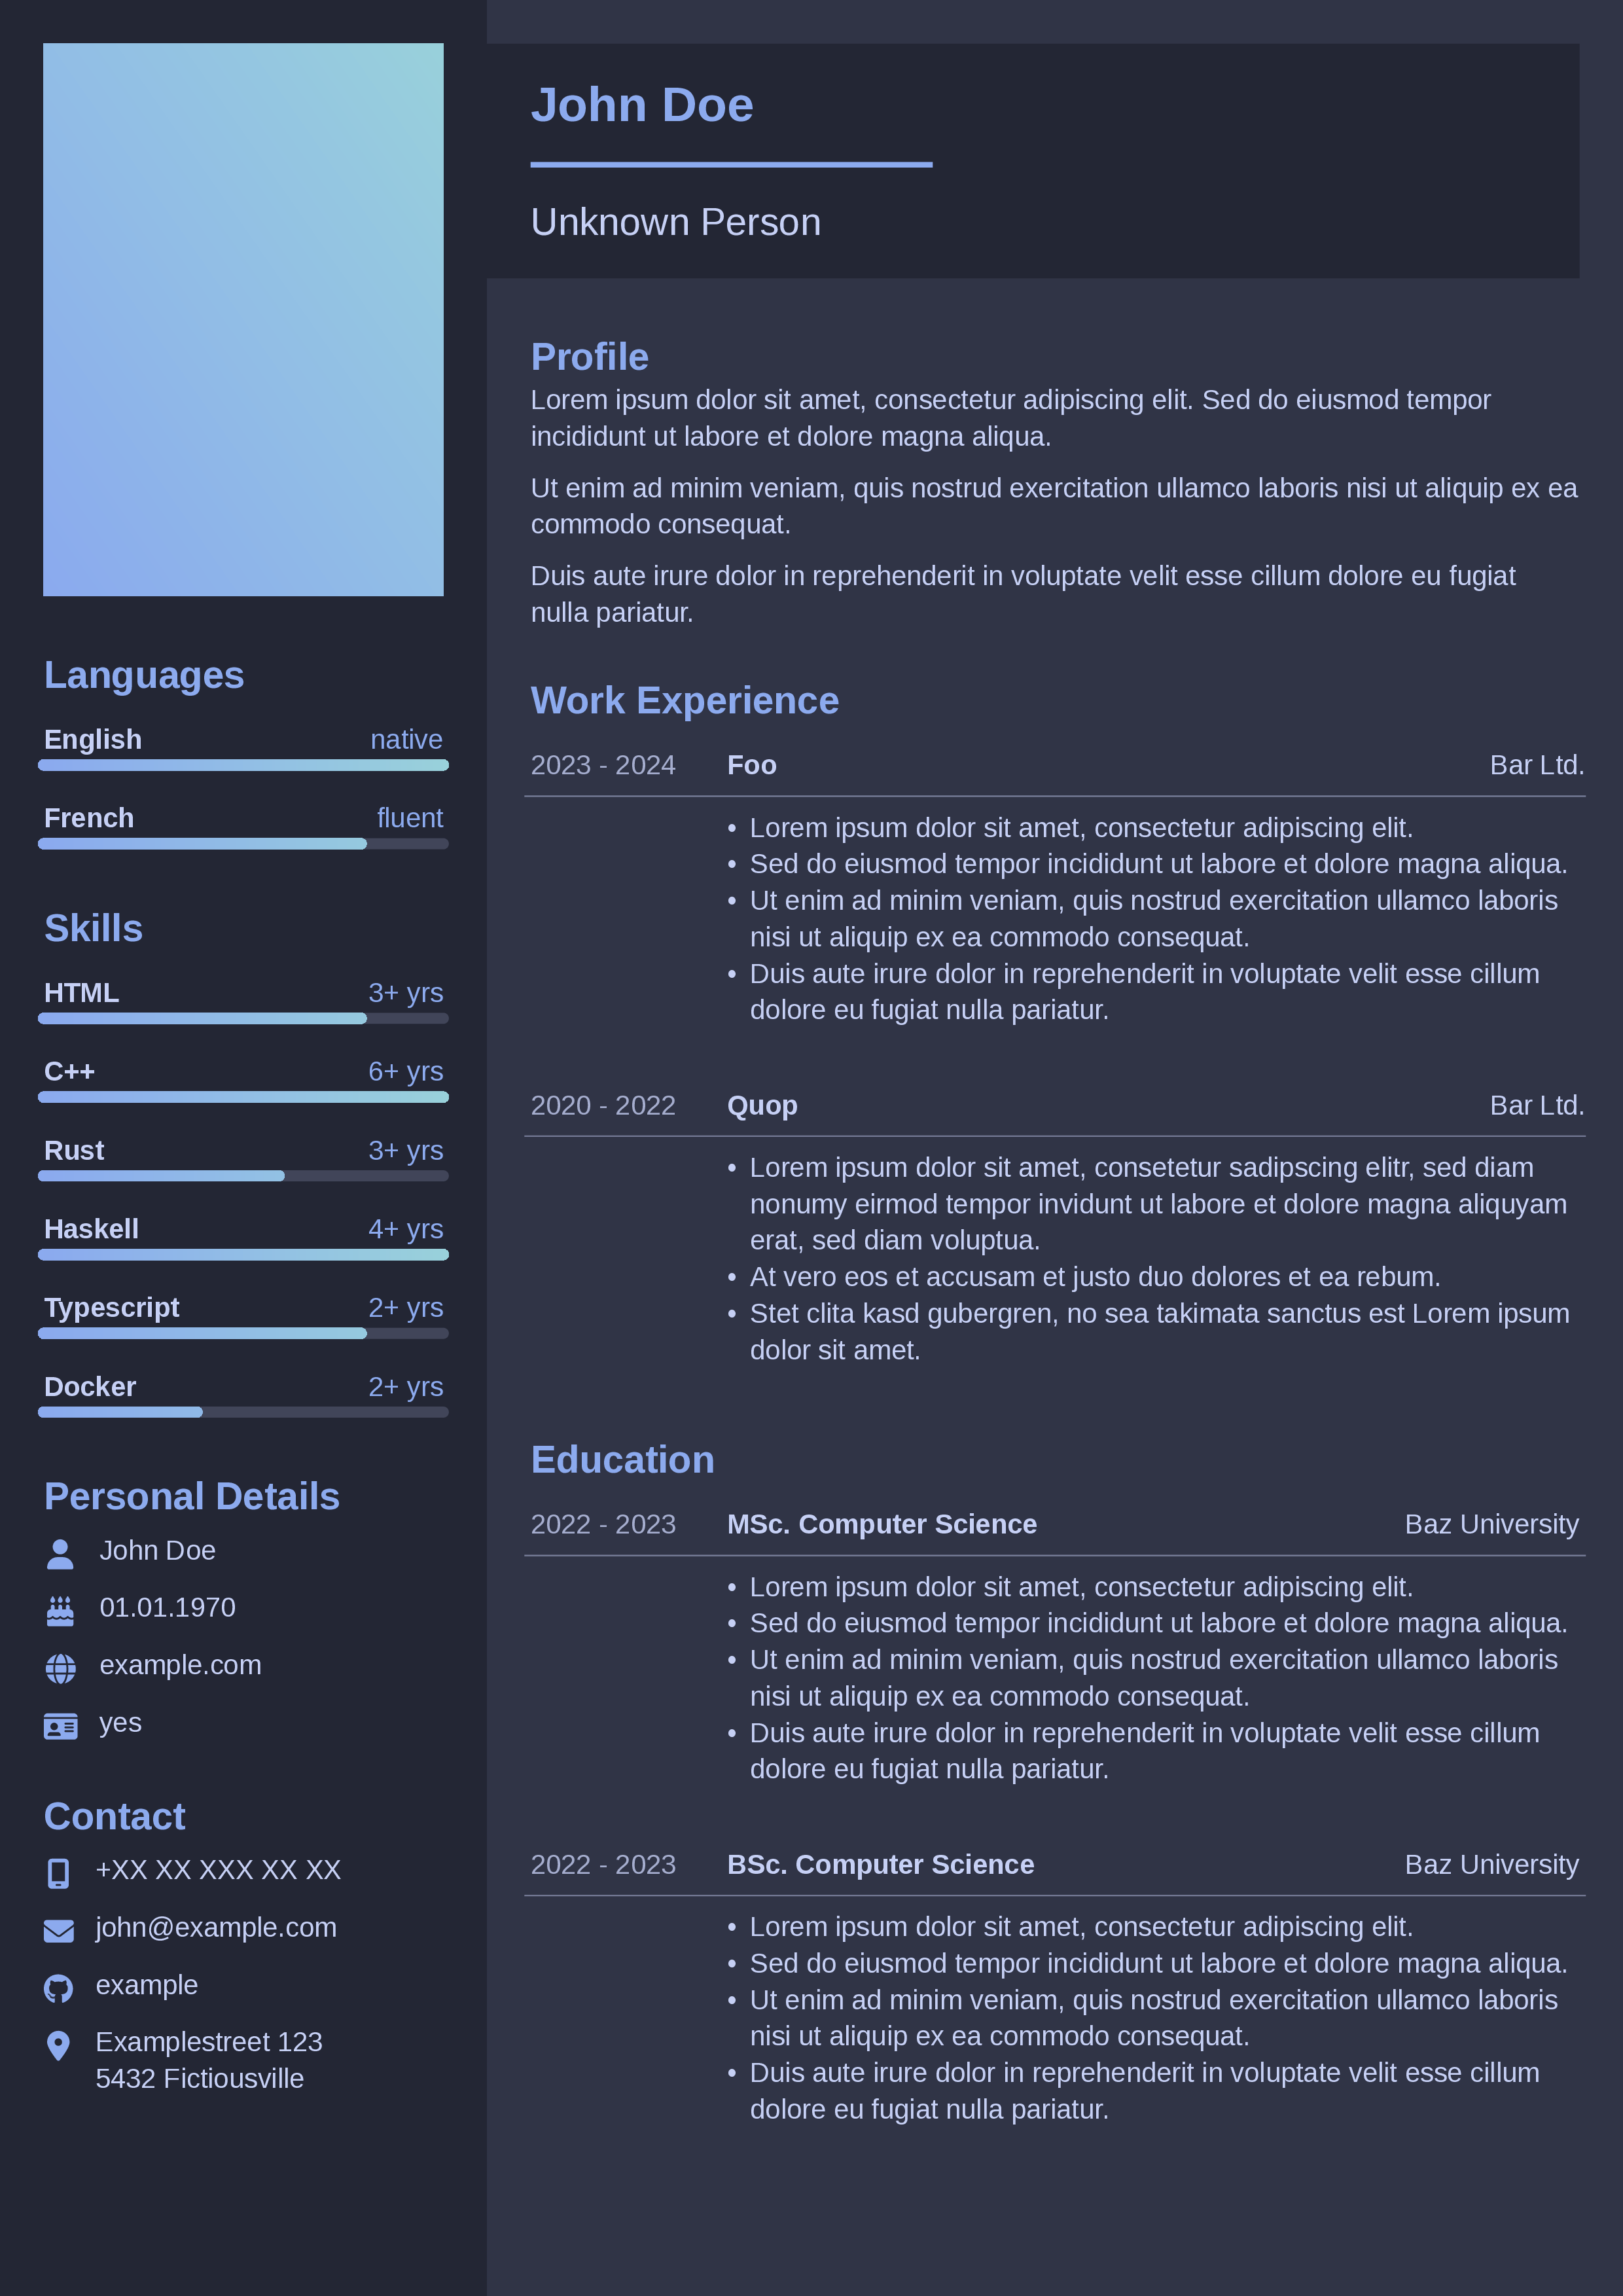 John Doe
Unknown Person
Languages
English native
French fluent
Skills
HTML 3+ yrs
C++ 6+ yrs
Rust 3+ yrs
Haskell 4+ yrs
Typescript 2+ yrs
Docker 2+ yrs
Personal Details
John Doe
01.01.1970
example.com
yes
Contact
+XX XX XXX XX XX
john@example.com
example
Examplestreet 123
5432 Fictiousville
Profile
Lorem ipsum dolor sit amet, consectetur adipiscing elit. Sed do eiusmod tempor
incididunt ut labore et dolore magna aliqua.
Ut enim ad minim veniam, quis nostrud exercitation ullamco laboris nisi ut aliquip ex ea
commodo consequat.
Duis aute irure dolor in reprehenderit in voluptate velit esse cillum dolore eu fugiat
nulla pariatur.
Work Experience
2023 - 2024 Foo Bar Ltd.
• Lorem ipsum dolor sit amet, consectetur adipiscing elit.
• Sed do eiusmod tempor incididunt ut labore et dolore magna aliqua.
• Ut enim ad minim veniam, quis nostrud exercitation ullamco laboris
nisi ut aliquip ex ea commodo consequat.
• Duis aute irure dolor in reprehenderit in voluptate velit esse cillum
dolore eu fugiat nulla pariatur.
2020 - 2022 Quop Bar Ltd.
• Lorem ipsum dolor sit amet, consetetur sadipscing elitr, sed diam
nonumy eirmod tempor invidunt ut labore et dolore magna aliquyam
erat, sed diam voluptua.
• At vero eos et accusam et justo duo dolores et ea rebum.
• Stet clita kasd gubergren, no sea takimata sanctus est Lorem ipsum
dolor sit amet.
Education
2022 - 2023 MSc. Computer Science Baz University
• Lorem ipsum dolor sit amet, consectetur adipiscing elit.
• Sed do eiusmod tempor incididunt ut labore et dolore magna aliqua.
• Ut enim ad minim veniam, quis nostrud exercitation ullamco laboris
nisi ut aliquip ex ea commodo consequat.
• Duis aute irure dolor in reprehenderit in voluptate velit esse cillum
dolore eu fugiat nulla pariatur.
2022 - 2023 BSc. Computer Science Baz University
• Lorem ipsum dolor sit amet, consectetur adipiscing elit.
• Sed do eiusmod tempor incididunt ut labore et dolore magna aliqua.
• Ut enim ad minim veniam, quis nostrud exercitation ullamco laboris
nisi ut aliquip ex ea commodo consequat.
• Duis aute irure dolor in reprehenderit in voluptate velit esse cillum
dolore eu fugiat nulla pariatur.